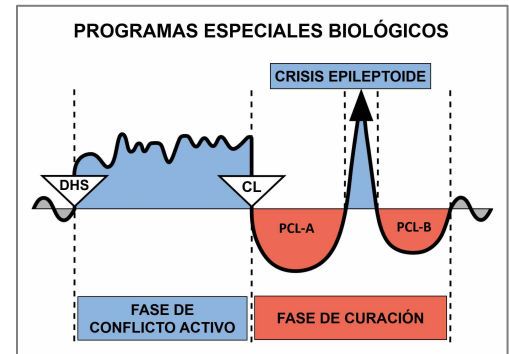 PROGRAMAS ESPECIALES BIOLÓGICOS
CRISIS EPILEPTOIDE
DHS
CL
PCL-A
PCL-B
FASE DE
CONFLICTO ACTIVO
FASE DE CURACIÓN